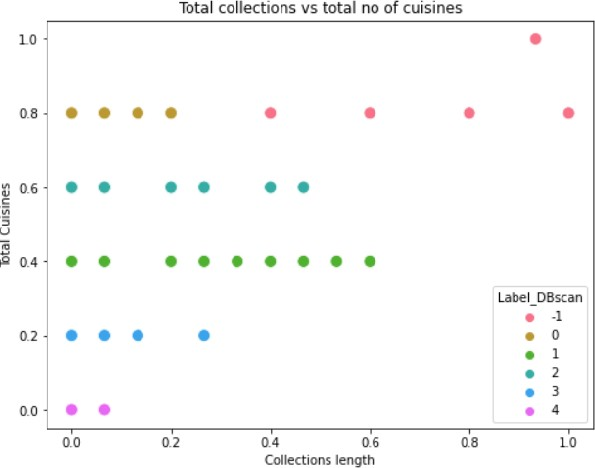 Total collections vs total no of cuisines
1.0
0.8
0.6
0.4
0.2
0.0
Total Cuisines
0.0 0.2 0.4 0.6 0.8 1.0
Collections length
Label_DBscan
-1
0
1
2
3
4